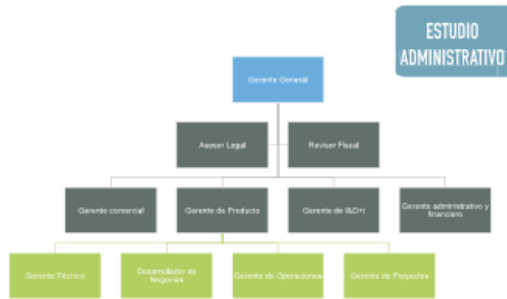 ESTUDIO
ADMINISTRATIVO
Gerente General
Asesor Legal
Revisor Fiscal
Gerente comercial
Gerente de Producto
Gerente de I&D+i
Gerente administrativo y
financiero
Gerente Técnico
Desarrollador de
Negocios
Gerente de Operaciones
Gerente de Proyectos